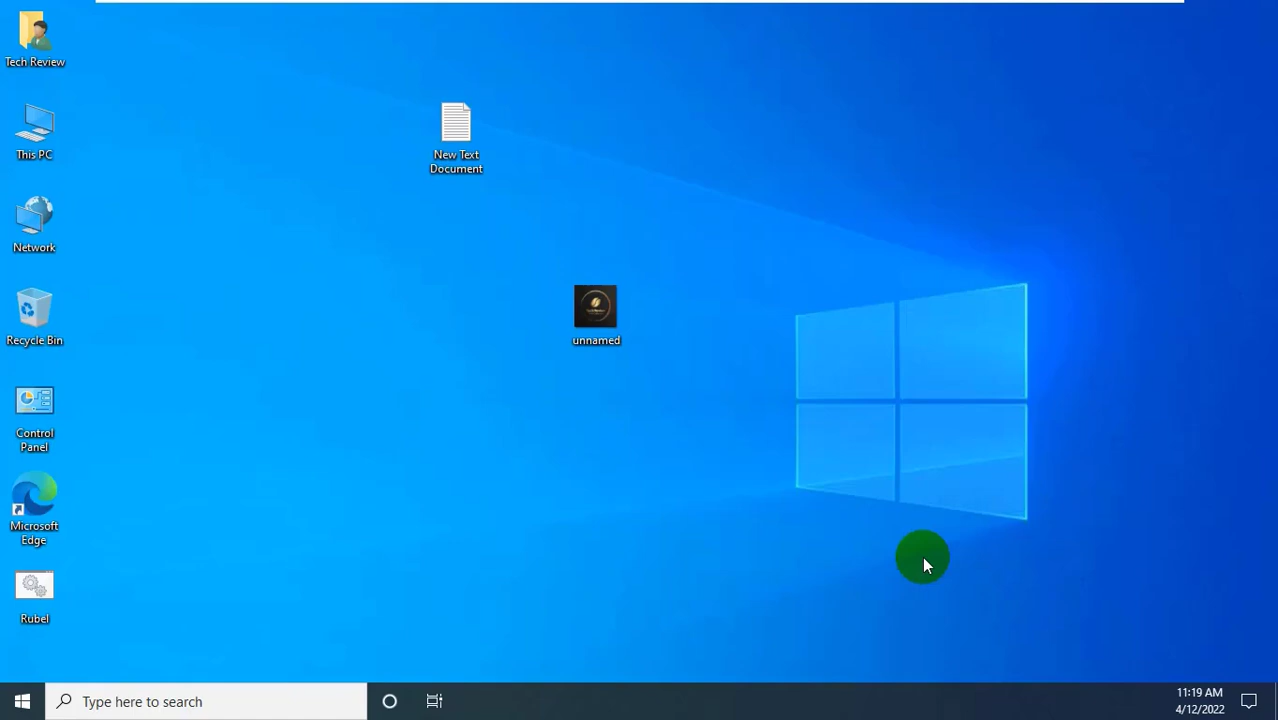 Tech Review
This PC
Network
Recycle Bin
Control
Panel
Microsoft
Edge
Rubel
New Text
Document
unnamed
Type here to search
11:19 AM
4/12/2022